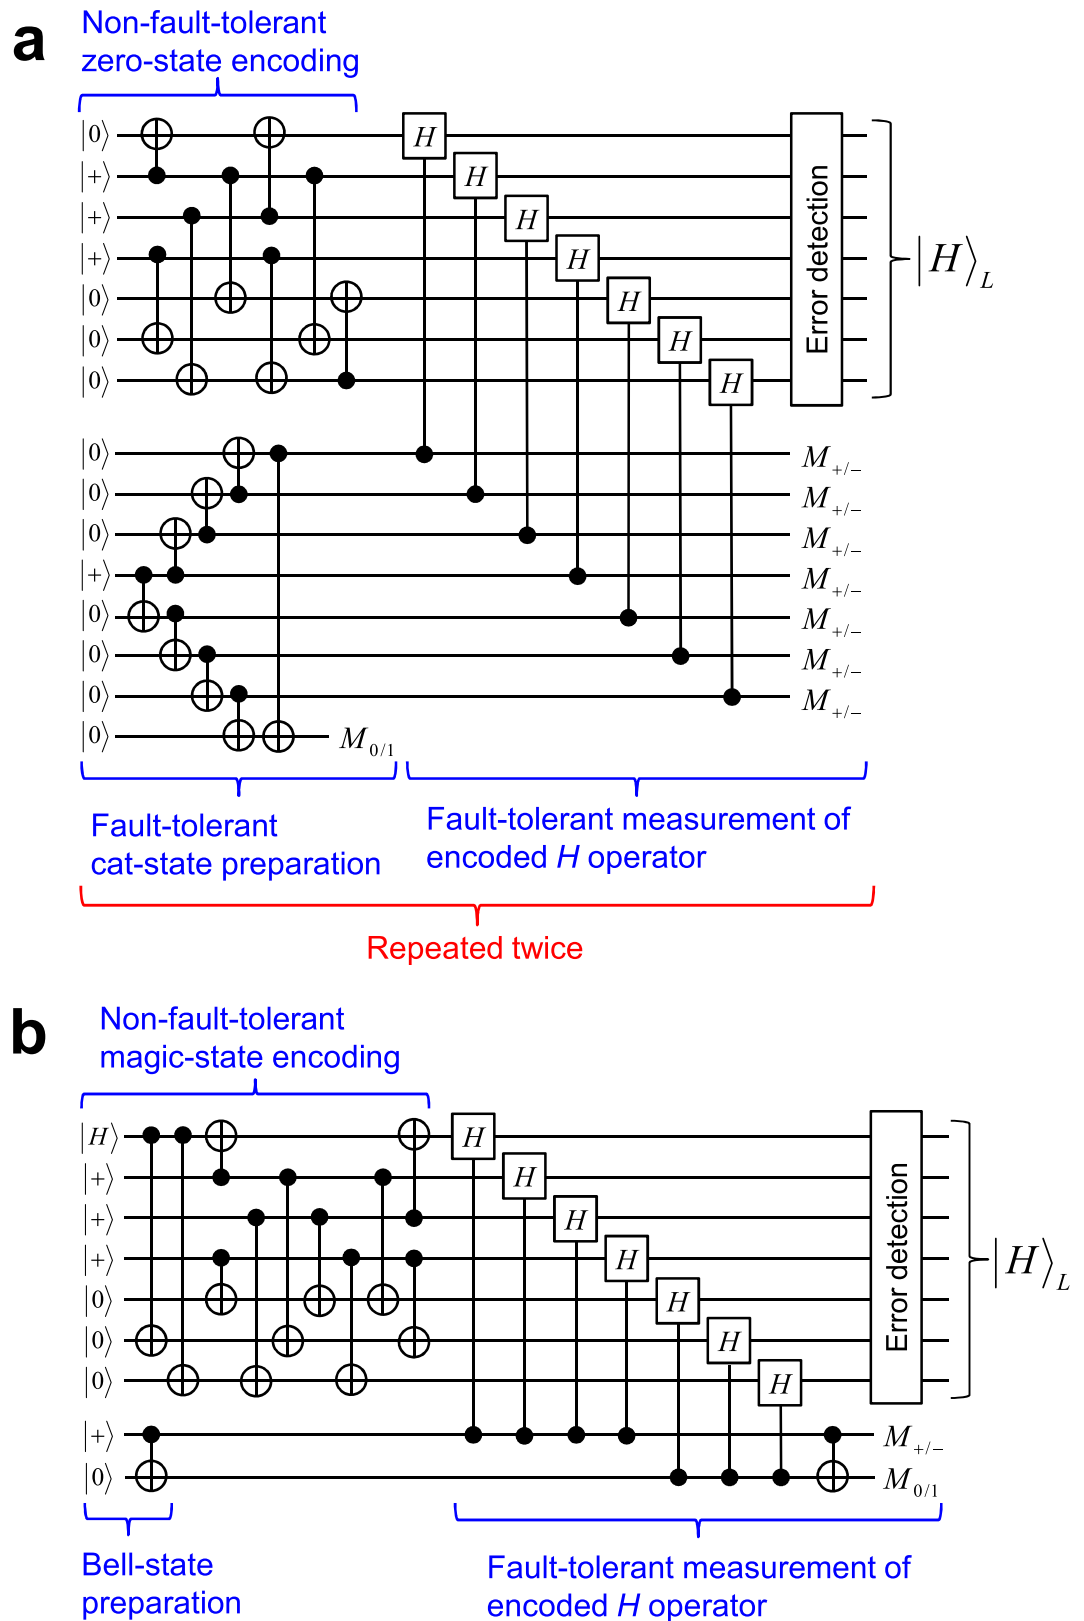 a
Non-fault-tolerant
zero-state encoding
|0⟩
|+⟩
|+⟩
|+⟩
|0⟩
|0⟩
|0⟩
H
H
H
H
H
H
H
Error detection
|H⟩L
|0⟩
|0⟩
|0⟩
|+⟩
|0⟩
|0⟩
|0⟩
|0⟩
M+/−
M+/−
M+/−
M+/−
M+/−
M+/−
M+/−
M0/1
Fault-tolerant
cat-state preparation
Fault-tolerant measurement of
encoded H operator
Repeated twice
b
Non-fault-tolerant
magic-state encoding
|H⟩
|+⟩
|+⟩
|+⟩
|0⟩
|0⟩
|0⟩
H
H
H
H
H
H
H
Error detection
|H⟩L
|+⟩
|0⟩
M+/−
M0/1
Bell-state
preparation
Fault-tolerant measurement of
encoded H operator